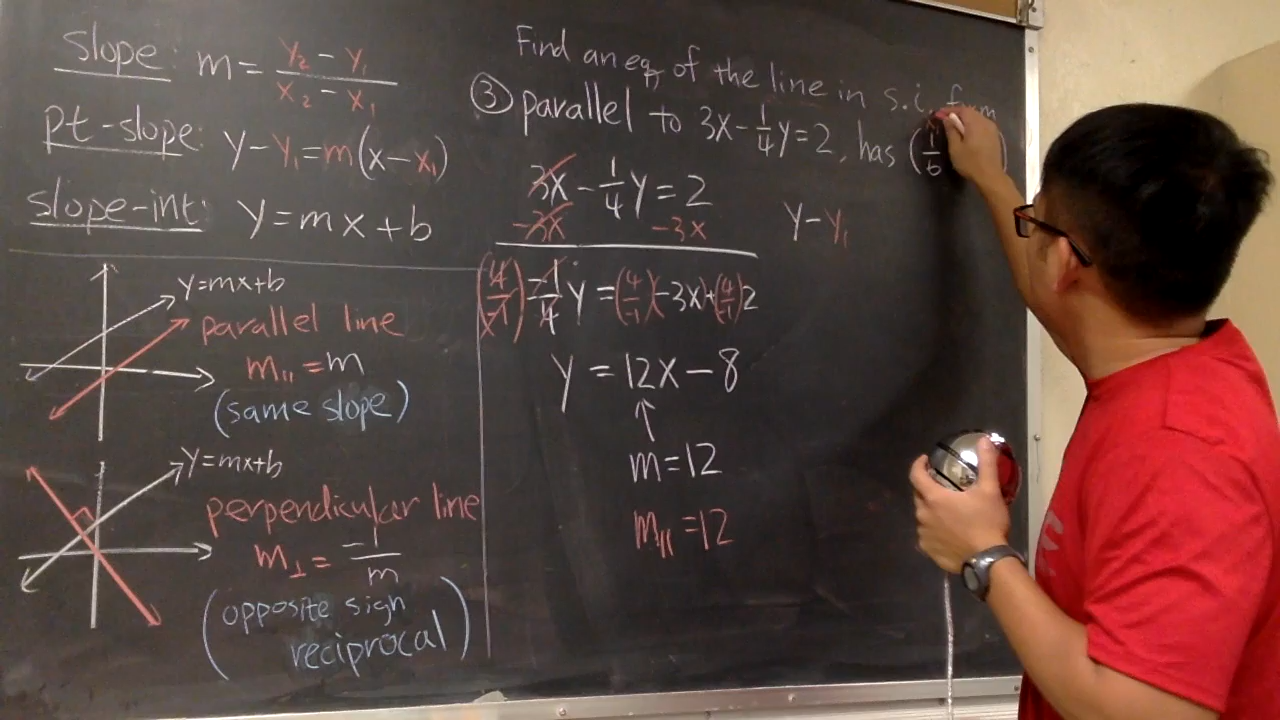 slope: m = (y₂ - y₁)/(x₂ - x₁)
pt-slope: y - y₁ = m(x - x₁)
slope-int: y = mx + b
y=mx+b
parallel line
m∥ = m
(same slope)
y=mx+b
perpendicular line
m⊥ = -1/m
(opposite sign
reciprocal)
Find an eq of the line in s.i. form
③ parallel to 3x - 1/4 y = 2, has (1/6 )
3x - 1/4 y = 2
-3x -3x
(4/-1) -1/4 y = (4/-1)(-3x) + (4/-1) 2
y = 12x - 8
↑
m = 12
m∥ = 12
y - y₁